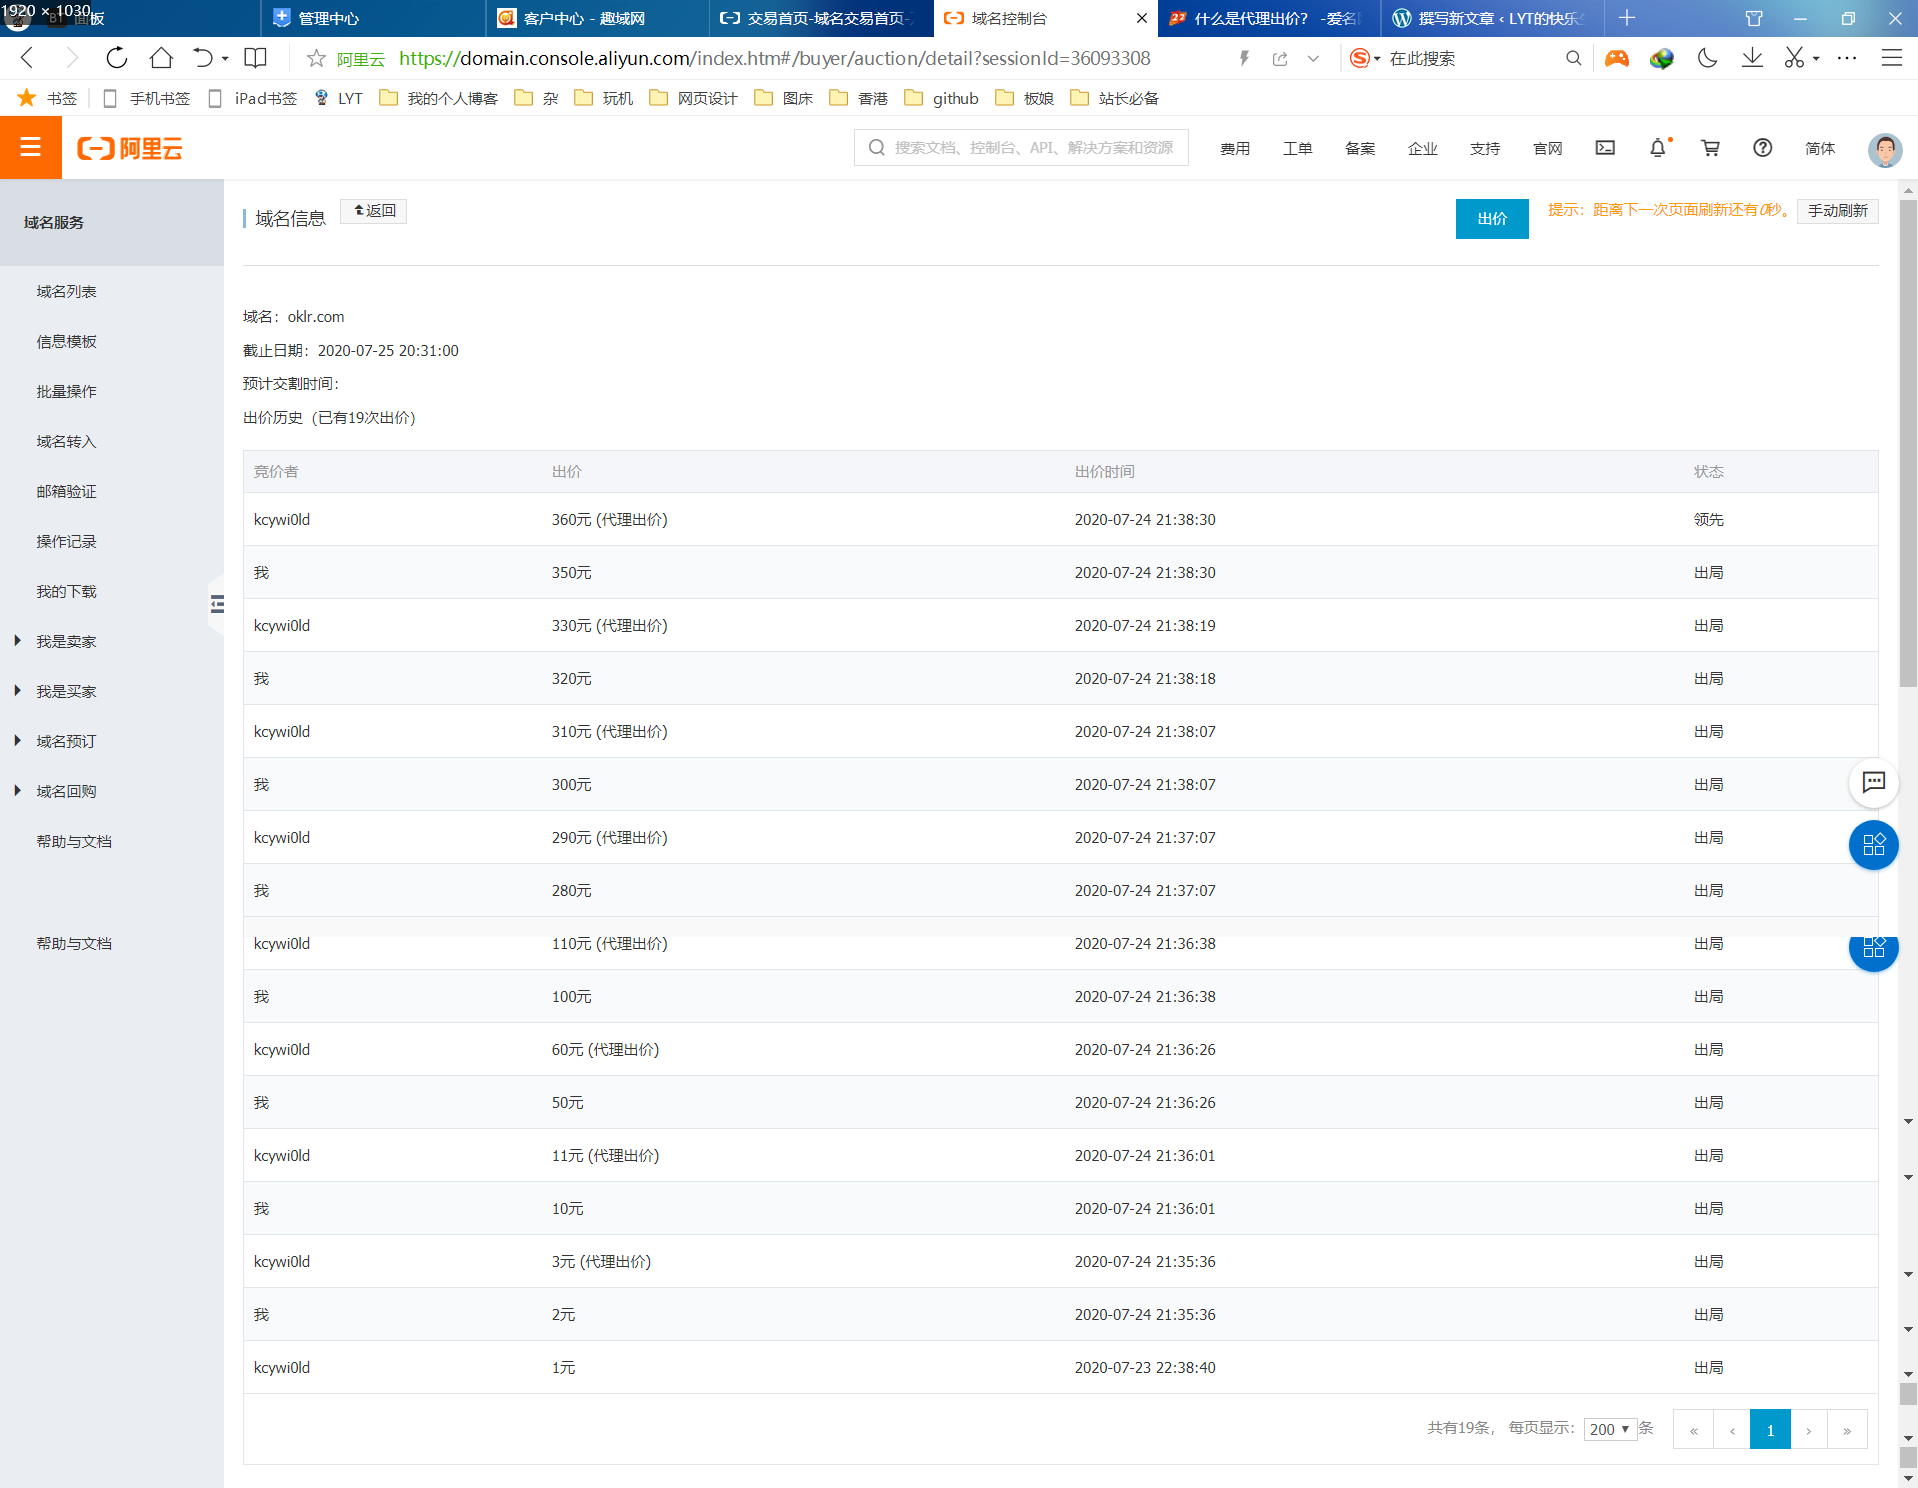 1920 × 1030
面板
管理中心
客户中心 - 趣域网
交易首页-域名交易首页-
域名控制台
什么是代理出价? -爱名
撰写新文章 ‹ LYT的快乐
阿里云 https://domain.console.aliyun.com/index.htm#/buyer/auction/detail?sessionId=36093308
在此搜索
书签
手机书签
iPad书签
LYT
我的个人博客
杂
玩机
网页设计
图床
香港
github
板娘
站长必备
阿里云
搜索文档、控制台、API、解决方案和资源
费用
工单
备案
企业
支持
官网
简体
域名服务
域名列表
信息模板
批量操作
域名转入
邮箱验证
操作记录
我的下载
我是卖家
我是买家
域名预订
域名回购
帮助与文档
帮助与文档
域名信息
返回
出价
提示：距离下一次页面刷新还有0秒。
手动刷新
域名：oklr.com
截止日期：2020-07-25 20:31:00
预计交割时间：
出价历史（已有19次出价）
竞价者 出价 出价时间 状态
kcywi0ld 360元 (代理出价) 2020-07-24 21:38:30 领先
我 350元 2020-07-24 21:38:30 出局
kcywi0ld 330元 (代理出价) 2020-07-24 21:38:19 出局
我 320元 2020-07-24 21:38:18 出局
kcywi0ld 310元 (代理出价) 2020-07-24 21:38:07 出局
我 300元 2020-07-24 21:38:07 出局
kcywi0ld 290元 (代理出价) 2020-07-24 21:37:07 出局
我 280元 2020-07-24 21:37:07 出局
kcywi0ld 110元 (代理出价) 2020-07-24 21:36:38 出局
我 100元 2020-07-24 21:36:38 出局
kcywi0ld 60元 (代理出价) 2020-07-24 21:36:26 出局
我 50元 2020-07-24 21:36:26 出局
kcywi0ld 11元 (代理出价) 2020-07-24 21:36:01 出局
我 10元 2020-07-24 21:36:01 出局
kcywi0ld 3元 (代理出价) 2020-07-24 21:35:36 出局
我 2元 2020-07-24 21:35:36 出局
kcywi0ld 1元 2020-07-23 22:38:40 出局
共有19条， 每页显示： 200 条 « ‹ 1 › »